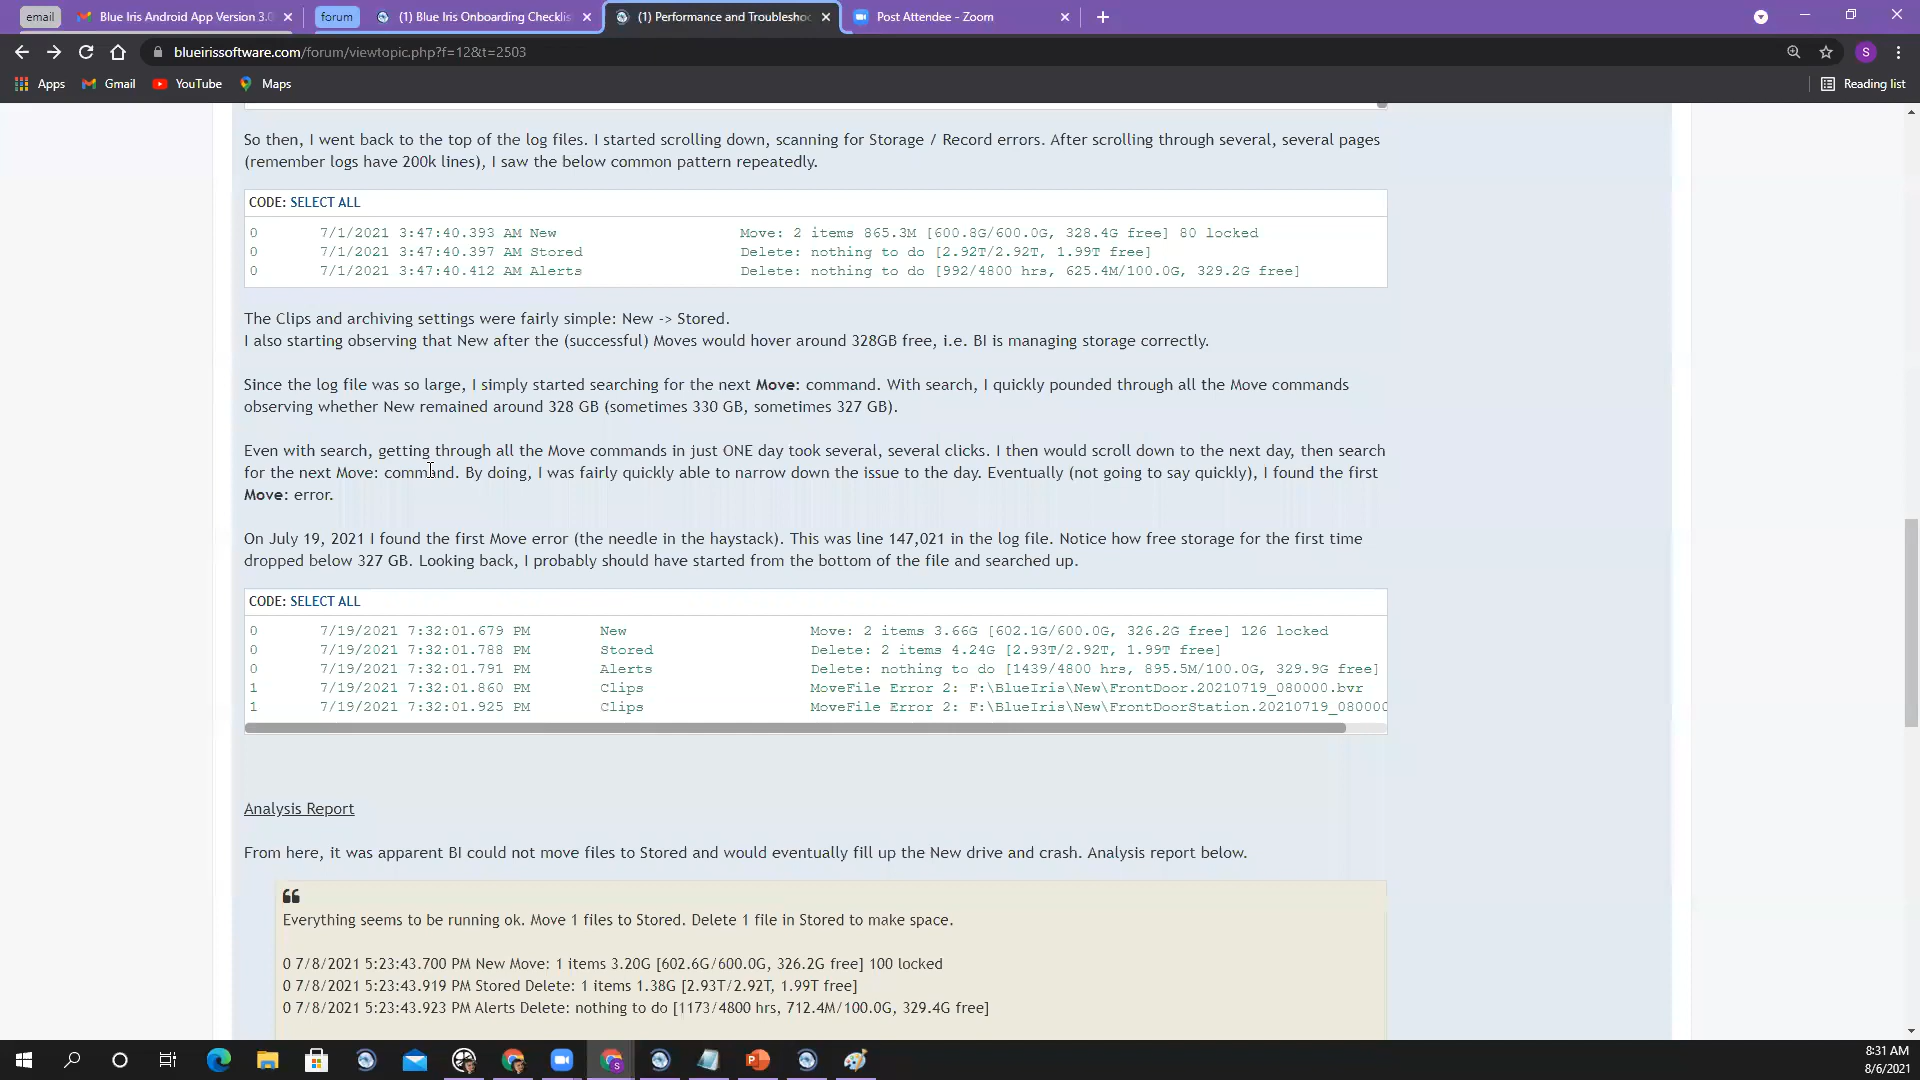 email
Blue Iris Android App Version 3.0
forum
(1) Blue Iris Onboarding Checklis
(1) Performance and Troubleshoo
Post Attendee - Zoom
blueirissoftware.com/forum/viewtopic.php?f=12&t=2503
S
Apps
Gmail
YouTube
Maps
Reading list
So then, I went back to the top of the log files. I started scrolling down, scanning for Storage / Record errors. After scrolling through several, several pages
(remember logs have 200k lines), I saw the below common pattern repeatedly.
CODE: SELECT ALL
0 7/1/2021 3:47:40.393 AM New Move: 2 items 865.3M [600.8G/600.0G, 328.4G free] 80 locked
0 7/1/2021 3:47:40.397 AM Stored Delete: nothing to do [2.92T/2.92T, 1.99T free]
0 7/1/2021 3:47:40.412 AM Alerts Delete: nothing to do [992/4800 hrs, 625.4M/100.0G, 329.2G free]
The Clips and archiving settings were fairly simple: New -> Stored.
I also starting observing that New after the (successful) Moves would hover around 328GB free, i.e. BI is managing storage correctly.
Since the log file was so large, I simply started searching for the next Move: command. With search, I quickly pounded through all the Move commands
observing whether New remained around 328 GB (sometimes 330 GB, sometimes 327 GB).
Even with search, getting through all the Move commands in just ONE day took several, several clicks. I then would scroll down to the next day, then search
for the next Move: command. By doing, I was fairly quickly able to narrow down the issue to the day. Eventually (not going to say quickly), I found the first
Move: error.
On July 19, 2021 I found the first Move error (the needle in the haystack). This was line 147,021 in the log file. Notice how free storage for the first time
dropped below 327 GB. Looking back, I probably should have started from the bottom of the file and searched up.
CODE: SELECT ALL
0 7/19/2021 7:32:01.679 PM New Move: 2 items 3.66G [602.1G/600.0G, 326.2G free] 126 locked
0 7/19/2021 7:32:01.788 PM Stored Delete: 2 items 4.24G [2.93T/2.92T, 1.99T free]
0 7/19/2021 7:32:01.791 PM Alerts Delete: nothing to do [1439/4800 hrs, 895.5M/100.0G, 329.9G free]
1 7/19/2021 7:32:01.860 PM Clips MoveFile Error 2: F:\BlueIris\New\FrontDoor.20210719_080000.bvr
1 7/19/2021 7:32:01.925 PM Clips MoveFile Error 2: F:\BlueIris\New\FrontDoorStation.20210719_080000
Analysis Report
From here, it was apparent BI could not move files to Stored and would eventually fill up the New drive and crash. Analysis report below.
Everything seems to be running ok. Move 1 files to Stored. Delete 1 file in Stored to make space.
0 7/8/2021 5:23:43.700 PM New Move: 1 items 3.20G [602.6G/600.0G, 326.2G free] 100 locked
0 7/8/2021 5:23:43.919 PM Stored Delete: 1 items 1.38G [2.93T/2.92T, 1.99T free]
0 7/8/2021 5:23:43.923 PM Alerts Delete: nothing to do [1173/4800 hrs, 712.4M/100.0G, 329.4G free]
8:31 AM
8/6/2021